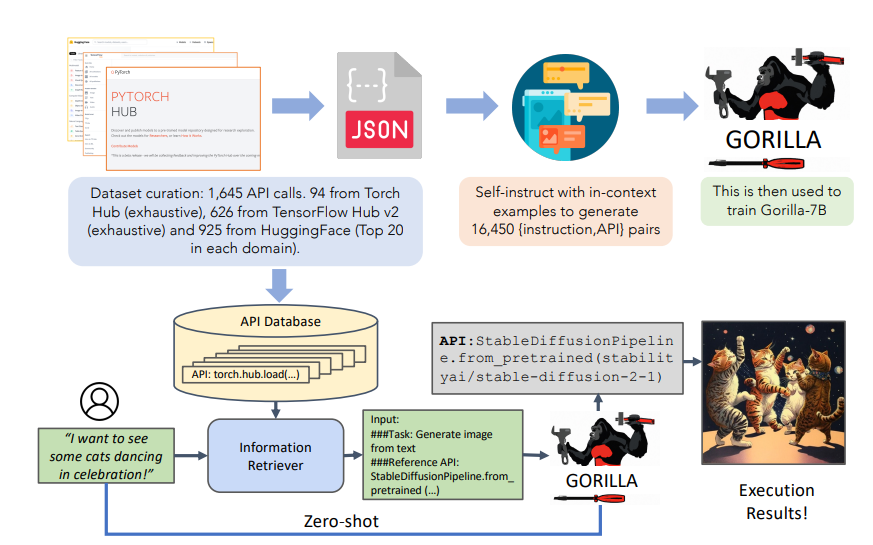 PyTorch
PYTORCH
HUB
{...}
JSON
GORILLA
Dataset curation: 1,645 API calls. 94 from Torch
Hub (exhaustive), 626 from TensorFlow Hub v2
(exhaustive) and 925 from HuggingFace (Top 20
in each domain).
Self-instruct with in-context
examples to generate
16,450 {instruction,API} pairs
This is then used to
train Gorilla-7B
API Database
API: torch.hub.load(...)
API:StableDiffusionPipelin
e.from_pretrained(stabilit
yai/stable-diffusion-2-1)
“I want to see
some cats dancing
in celebration!”
Information
Retriever
Input:
###Task: Generate image
from text
###Reference API:
StableDiffusionPipeline.from_
pretrained (...)
GORILLA
Execution
Results!
Zero-shot